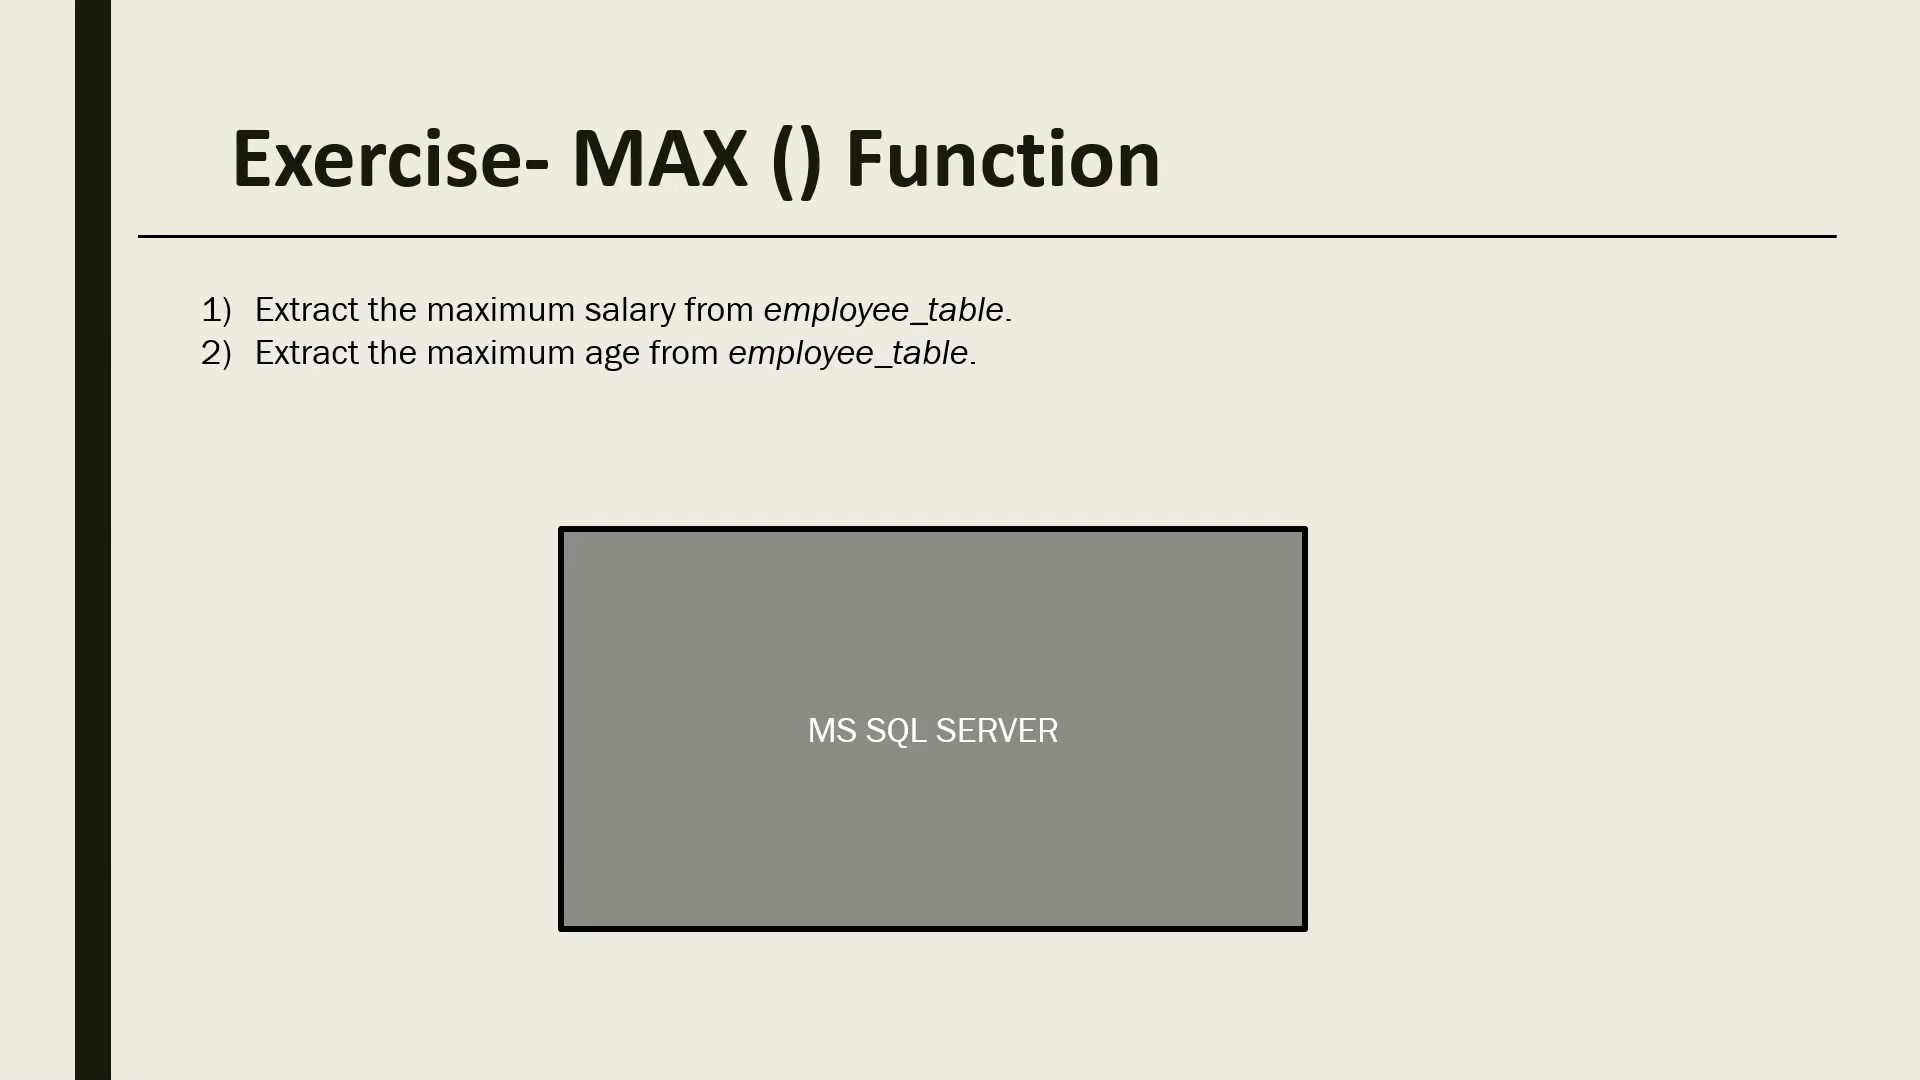 Exercise- MAX () Function
1) Extract the maximum salary from employee_table.
2) Extract the maximum age from employee_table.
MS SQL SERVER